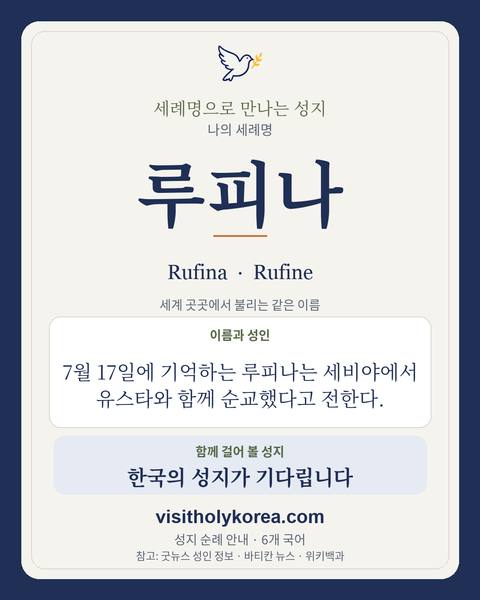 세례명으로 만나는 성지
나의 세례명
루피나
Rufina · Rufine
세계 곳곳에서 불리는 같은 이름
이름과 성인
7월 17일에 기억하는 루피나는 세비야에서
유스타와 함께 순교했다고 전한다.
함께 걸어 볼 성지
한국의 성지가 기다립니다
visitholykorea.com
성지 순례 안내 · 6개 국어
참고: 굿뉴스 성인 정보 · 바티칸 뉴스 · 위키백과